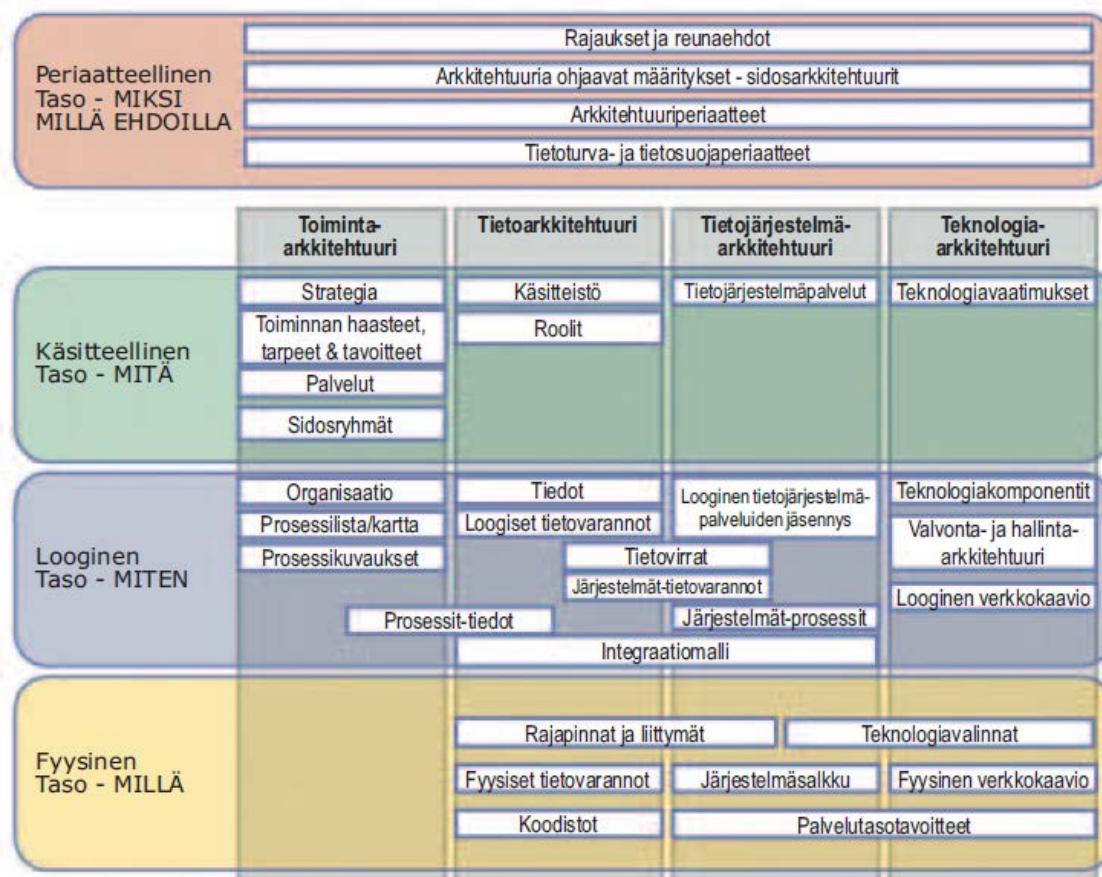 Periaatteellinen
Taso - MIKSI
MILLÄ EHDOILLA
Rajaukset ja reunaehdot
Arkkitehtuuria ohjaavat määritykset - sidosarkkitehtuurit
Arkkitehtuuriperiaatteet
Tietoturva- ja tietosuojaperiaatteet
Toiminta-
arkkitehtuuri
Tietoarkkitehtuuri
Tietojärjestelmä-
arkkitehtuuri
Teknologia-
arkkitehtuuri
Käsitteellinen
Taso - MITÄ
Strategia
Toiminnan haasteet,
tarpeet & tavoitteet
Palvelut
Sidosryhmät
Käsitteistö
Roolit
Tietojärjestelmäpalvelut
Teknologiavaatimukset
Looginen
Taso - MITEN
Organisaatio
Prosessilista/kartta
Prosessikuvaukset
Tiedot
Loogiset tietovarannot
Looginen tietojärjestelmä-
palveluiden jäsennys
Teknologiakomponentit
Valvonta- ja hallinta-
arkkitehtuuri
Looginen verkkokaavio
Tietovirrat
Järjestelmät-tietovarannot
Prosessit-tiedot
Järjestelmät-prosessit
Integraatiomalli
Fyysinen
Taso - MILLÄ
Rajapinnat ja liittymät
Teknologiavalinnat
Fyysiset tietovarannot
Järjestelmäsalkku
Fyysinen verkkokaavio
Koodistot
Palvelutasotavoitteet